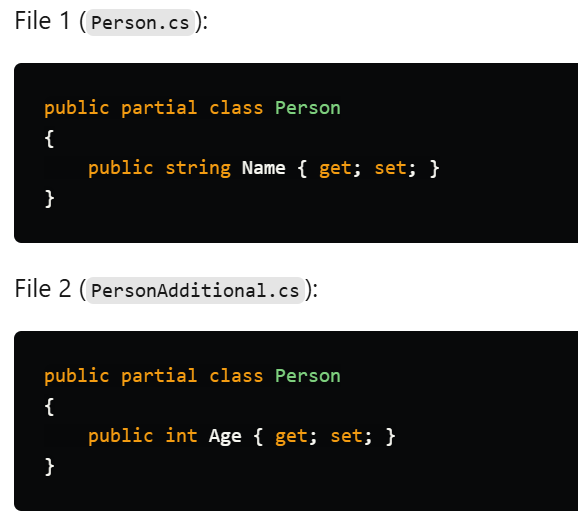 File 1 (Person.cs):
public partial class Person
{
    public string Name { get; set; }
}
File 2 (PersonAdditional.cs):
public partial class Person
{
    public int Age { get; set; }
}